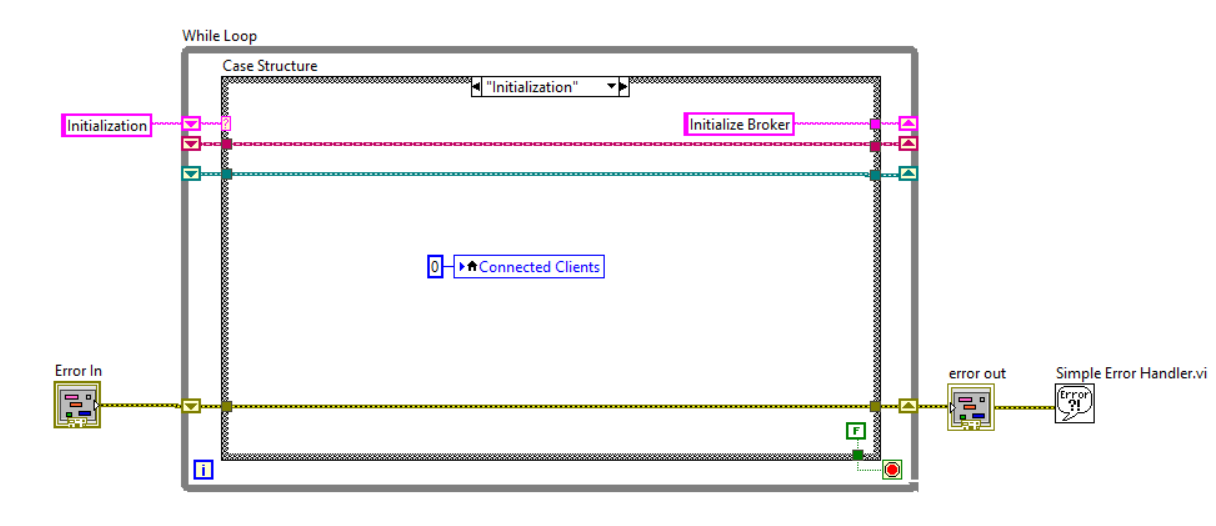 While Loop
Case Structure
"Initialization"
Initialization
?
Initialize Broker
0
Connected Clients
Error In
error out
Simple Error Handler.vi
Error
?!
F
i